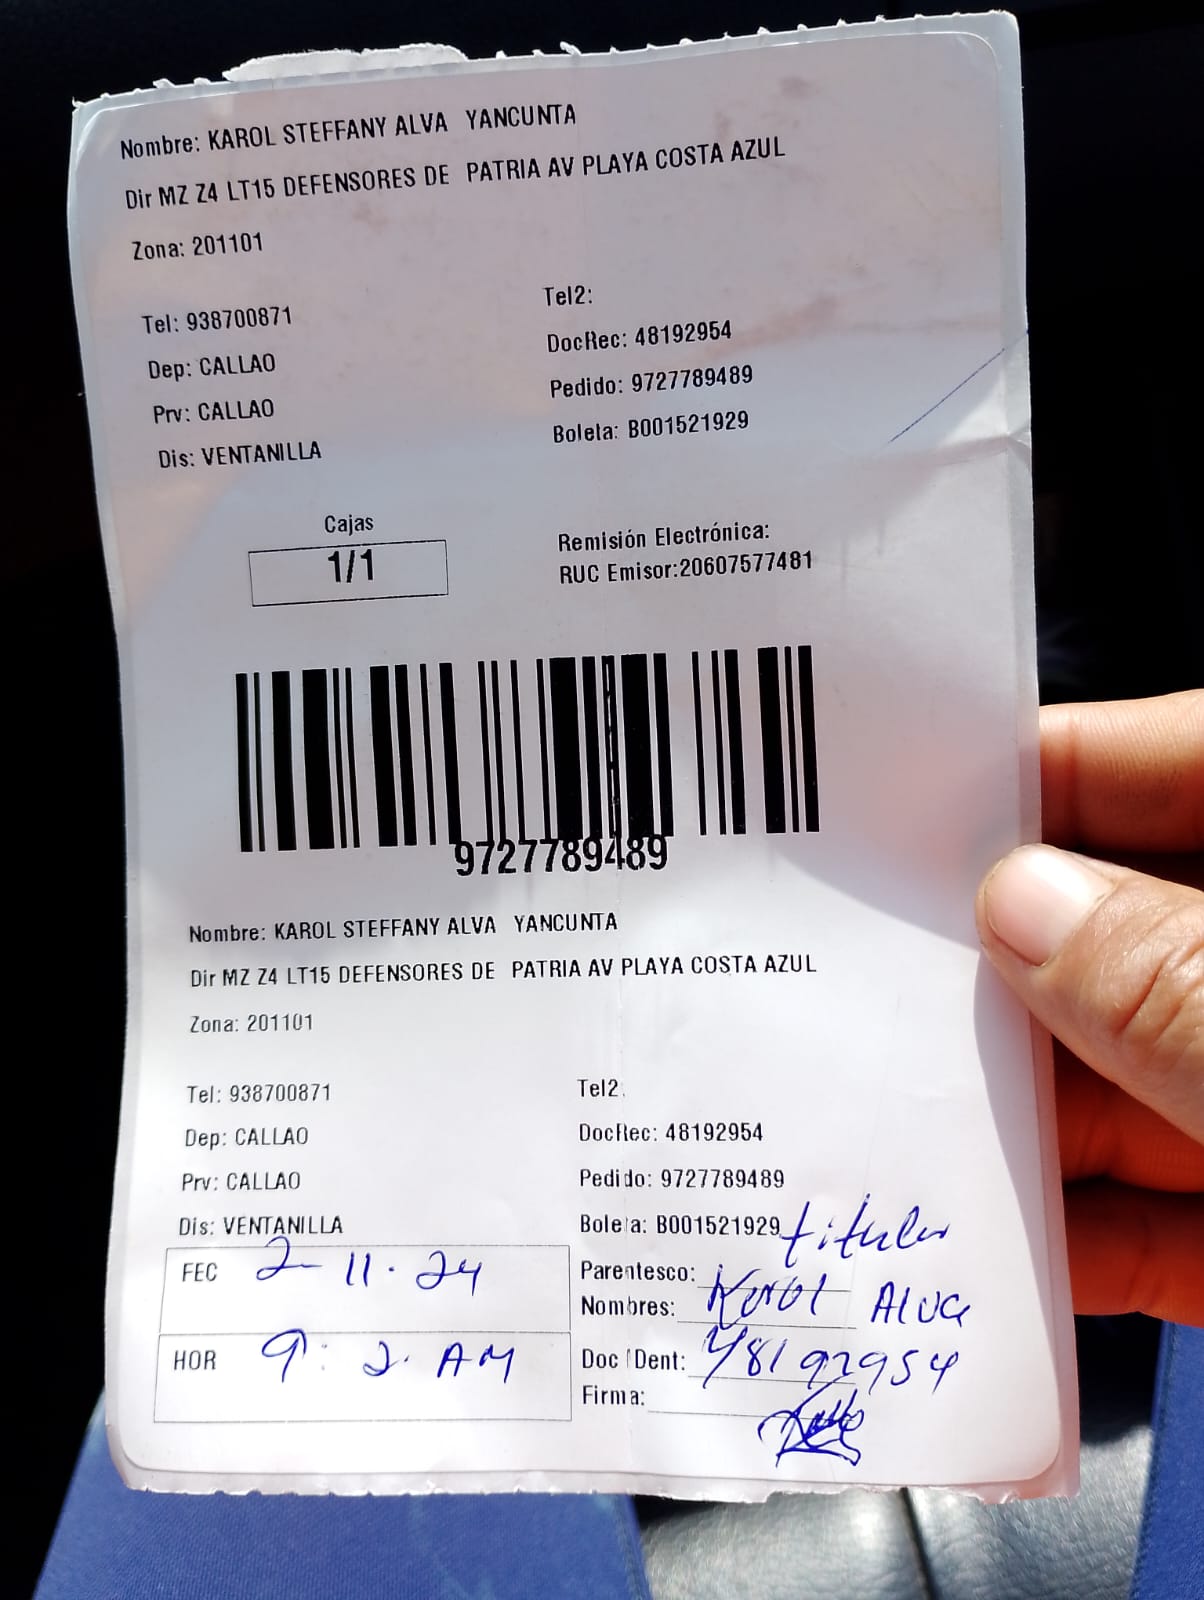 Nombre: KAROL STEFFANY ALVA YANCUNTA
Dir MZ Z4 LT15 DEFENSORES DE PATRIA AV PLAYA COSTA AZUL
Zona: 201101
Tel: 938700871
Tel2:
Dep: CALLAO
DocRec: 48192954
Prv: CALLAO
Pedido: 9727789489
Dis: VENTANILLA
Boleta: B001521929
Cajas
1/1
Remisión Electrónica:
RUC Emisor:20607577481
9727789489
Nombre: KAROL STEFFANY ALVA YANCUNTA
Dir MZ Z4 LT15 DEFENSORES DE PATRIA AV PLAYA COSTA AZUL
Zona: 201101
Tel: 938700871
Tel2:
Dep: CALLAO
DocRec: 48192954
Prv: CALLAO
Pedido: 9727789489
Dis: VENTANILLA
Boleta: B001521929
FEC 2-11-24
Parentesco: titular
Nombres: Karol Alva
HOR 9:2 AM
Doc Ident: 48192954
Firma: